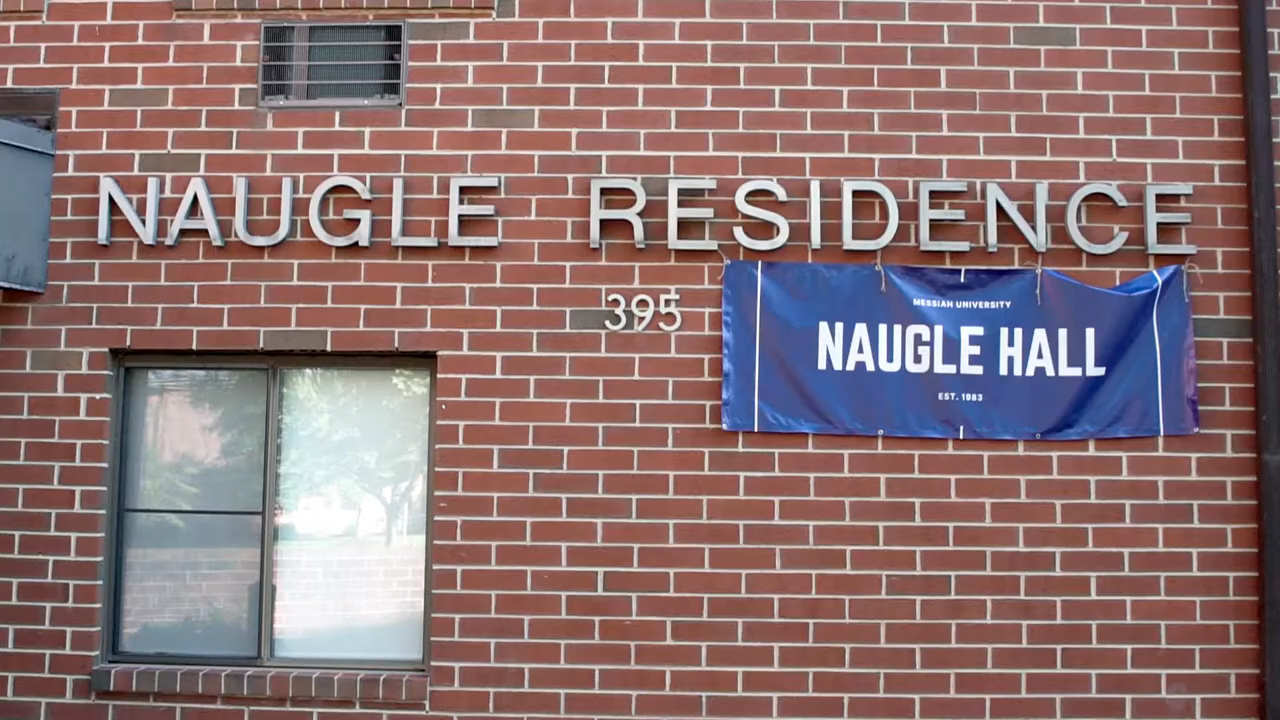 NAUGLE RESIDENCE
395
MESSIAH UNIVERSITY
NAUGLE HALL
EST. 1983